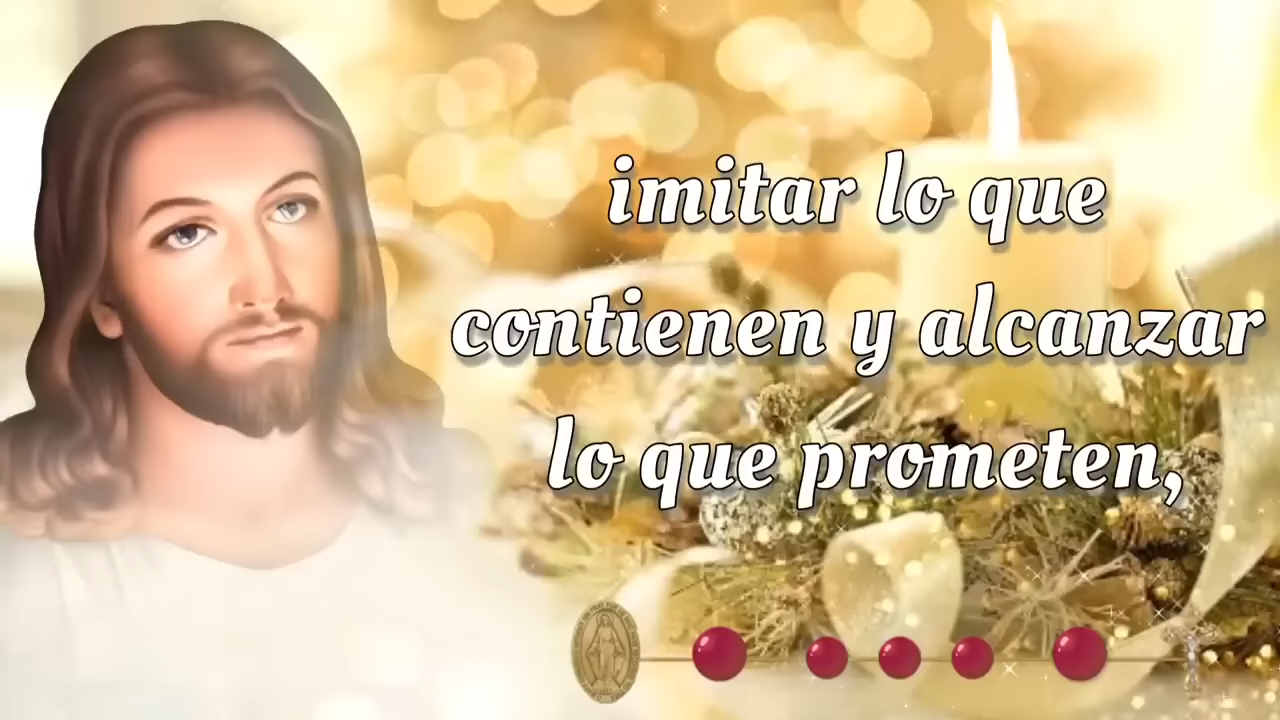 imitar lo que
contienen y alcanzar
lo que prometen,